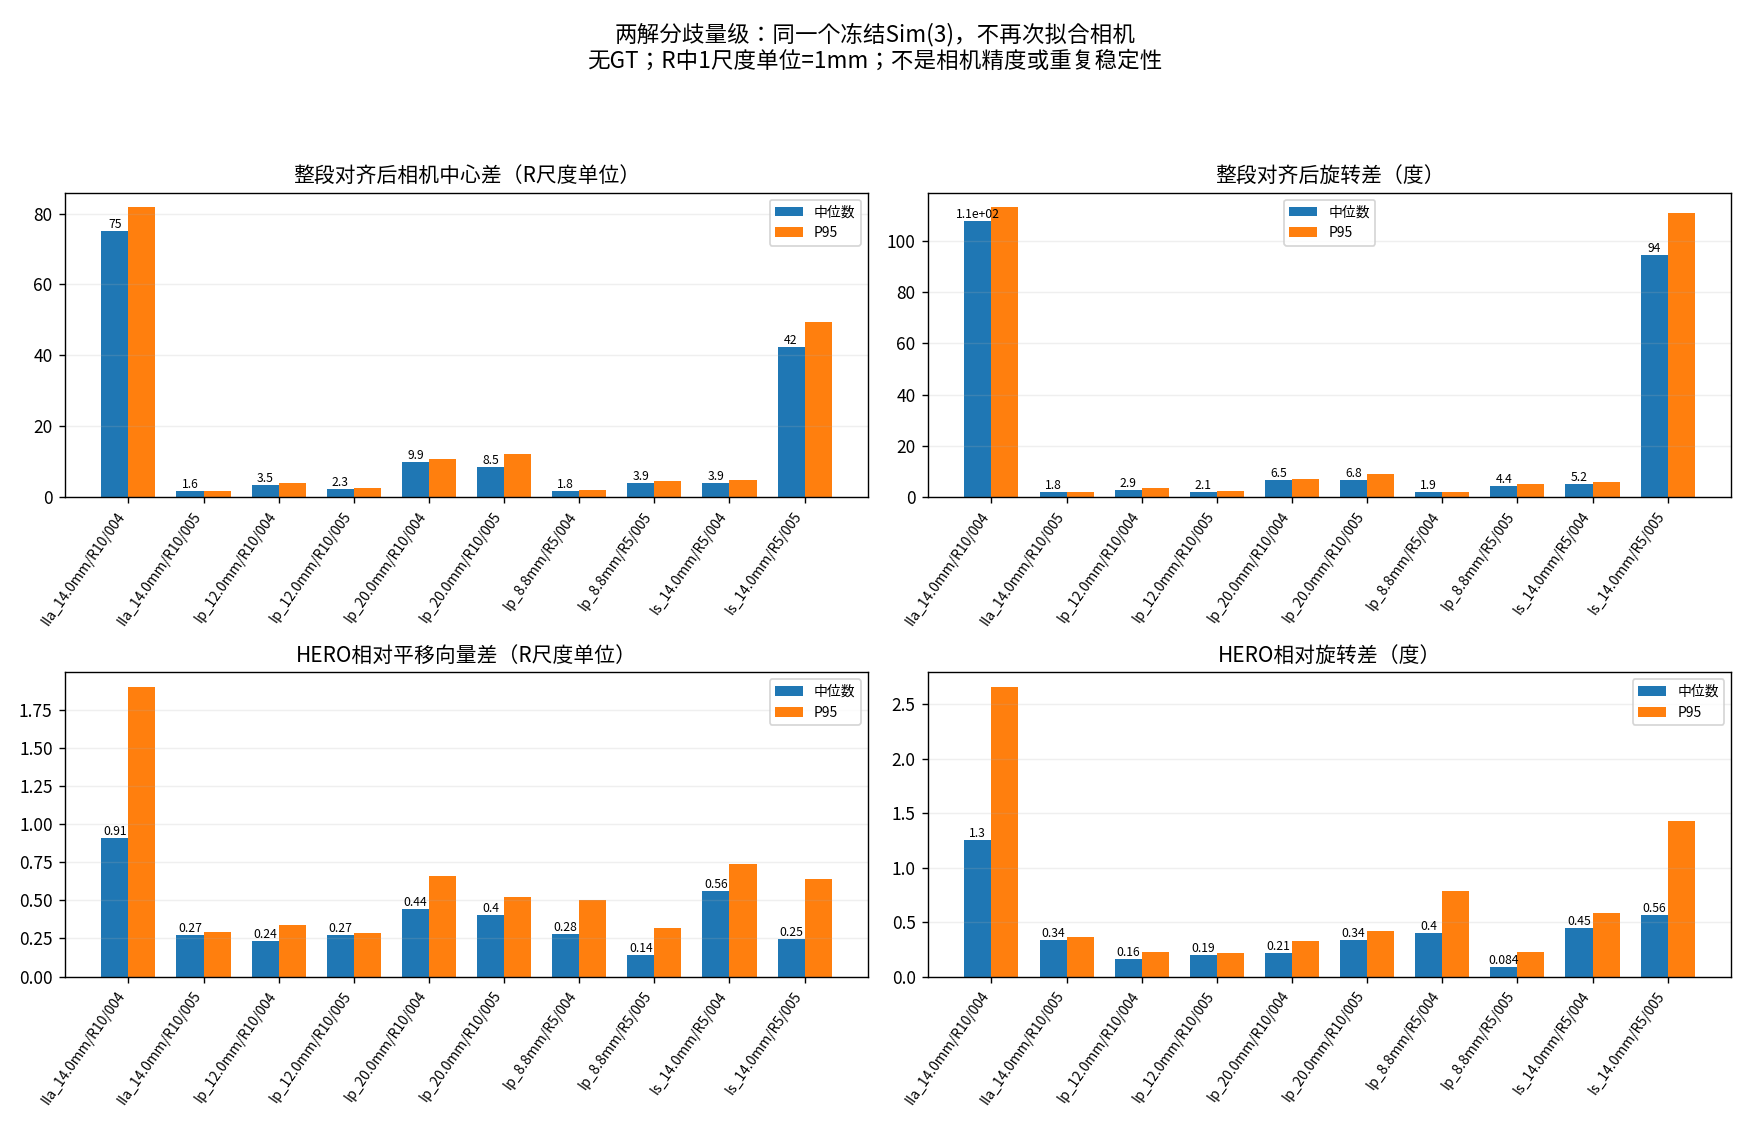 两解分歧量级：同一个冻结Sim(3)，不再次拟合相机
无GT；R中1尺度单位=1mm；不是相机精度或重复稳定性
整段对齐后相机中心差（R尺度单位）
80
60
40
20
0
75
1.6
3.5
2.3
9.9
8.5
1.8
3.9
3.9
42
中位数
P95
lla_14.0mm/R10/004
lla_14.0mm/R10/005
lp_12.0mm/R10/004
lp_12.0mm/R10/005
lp_20.0mm/R10/004
lp_20.0mm/R10/005
lp_8.8mm/R5/004
lp_8.8mm/R5/005
ls_14.0mm/R5/004
ls_14.0mm/R5/005
整段对齐后旋转差（度）
100
80
60
40
20
0
1.1e+02
1.8
2.9
2.1
6.5
6.8
1.9
4.4
5.2
94
中位数
P95
lla_14.0mm/R10/004
lla_14.0mm/R10/005
lp_12.0mm/R10/004
lp_12.0mm/R10/005
lp_20.0mm/R10/004
lp_20.0mm/R10/005
lp_8.8mm/R5/004
lp_8.8mm/R5/005
ls_14.0mm/R5/004
ls_14.0mm/R5/005
HERO相对平移向量差（R尺度单位）
1.75
1.50
1.25
1.00
0.75
0.50
0.25
0.00
0.91
0.27
0.24
0.27
0.44
0.4
0.28
0.14
0.56
0.25
中位数
P95
lla_14.0mm/R10/004
lla_14.0mm/R10/005
lp_12.0mm/R10/004
lp_12.0mm/R10/005
lp_20.0mm/R10/004
lp_20.0mm/R10/005
lp_8.8mm/R5/004
lp_8.8mm/R5/005
ls_14.0mm/R5/004
ls_14.0mm/R5/005
HERO相对旋转差（度）
2.5
2.0
1.5
1.0
0.5
0.0
1.3
0.34
0.16
0.19
0.21
0.34
0.4
0.084
0.45
0.56
中位数
P95
lla_14.0mm/R10/004
lla_14.0mm/R10/005
lp_12.0mm/R10/004
lp_12.0mm/R10/005
lp_20.0mm/R10/004
lp_20.0mm/R10/005
lp_8.8mm/R5/004
lp_8.8mm/R5/005
ls_14.0mm/R5/004
ls_14.0mm/R5/005